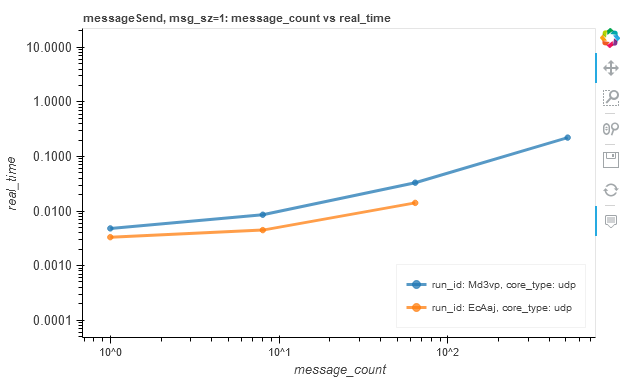 messageSend, msg_sz=1: message_count vs real_time
10.0000
1.0000
0.1000
0.0100
0.0010
0.0001
real_time
10^0 10^1 10^2
message_count
run_id: Md3vp, core_type: udp
run_id: EcAaj, core_type: udp